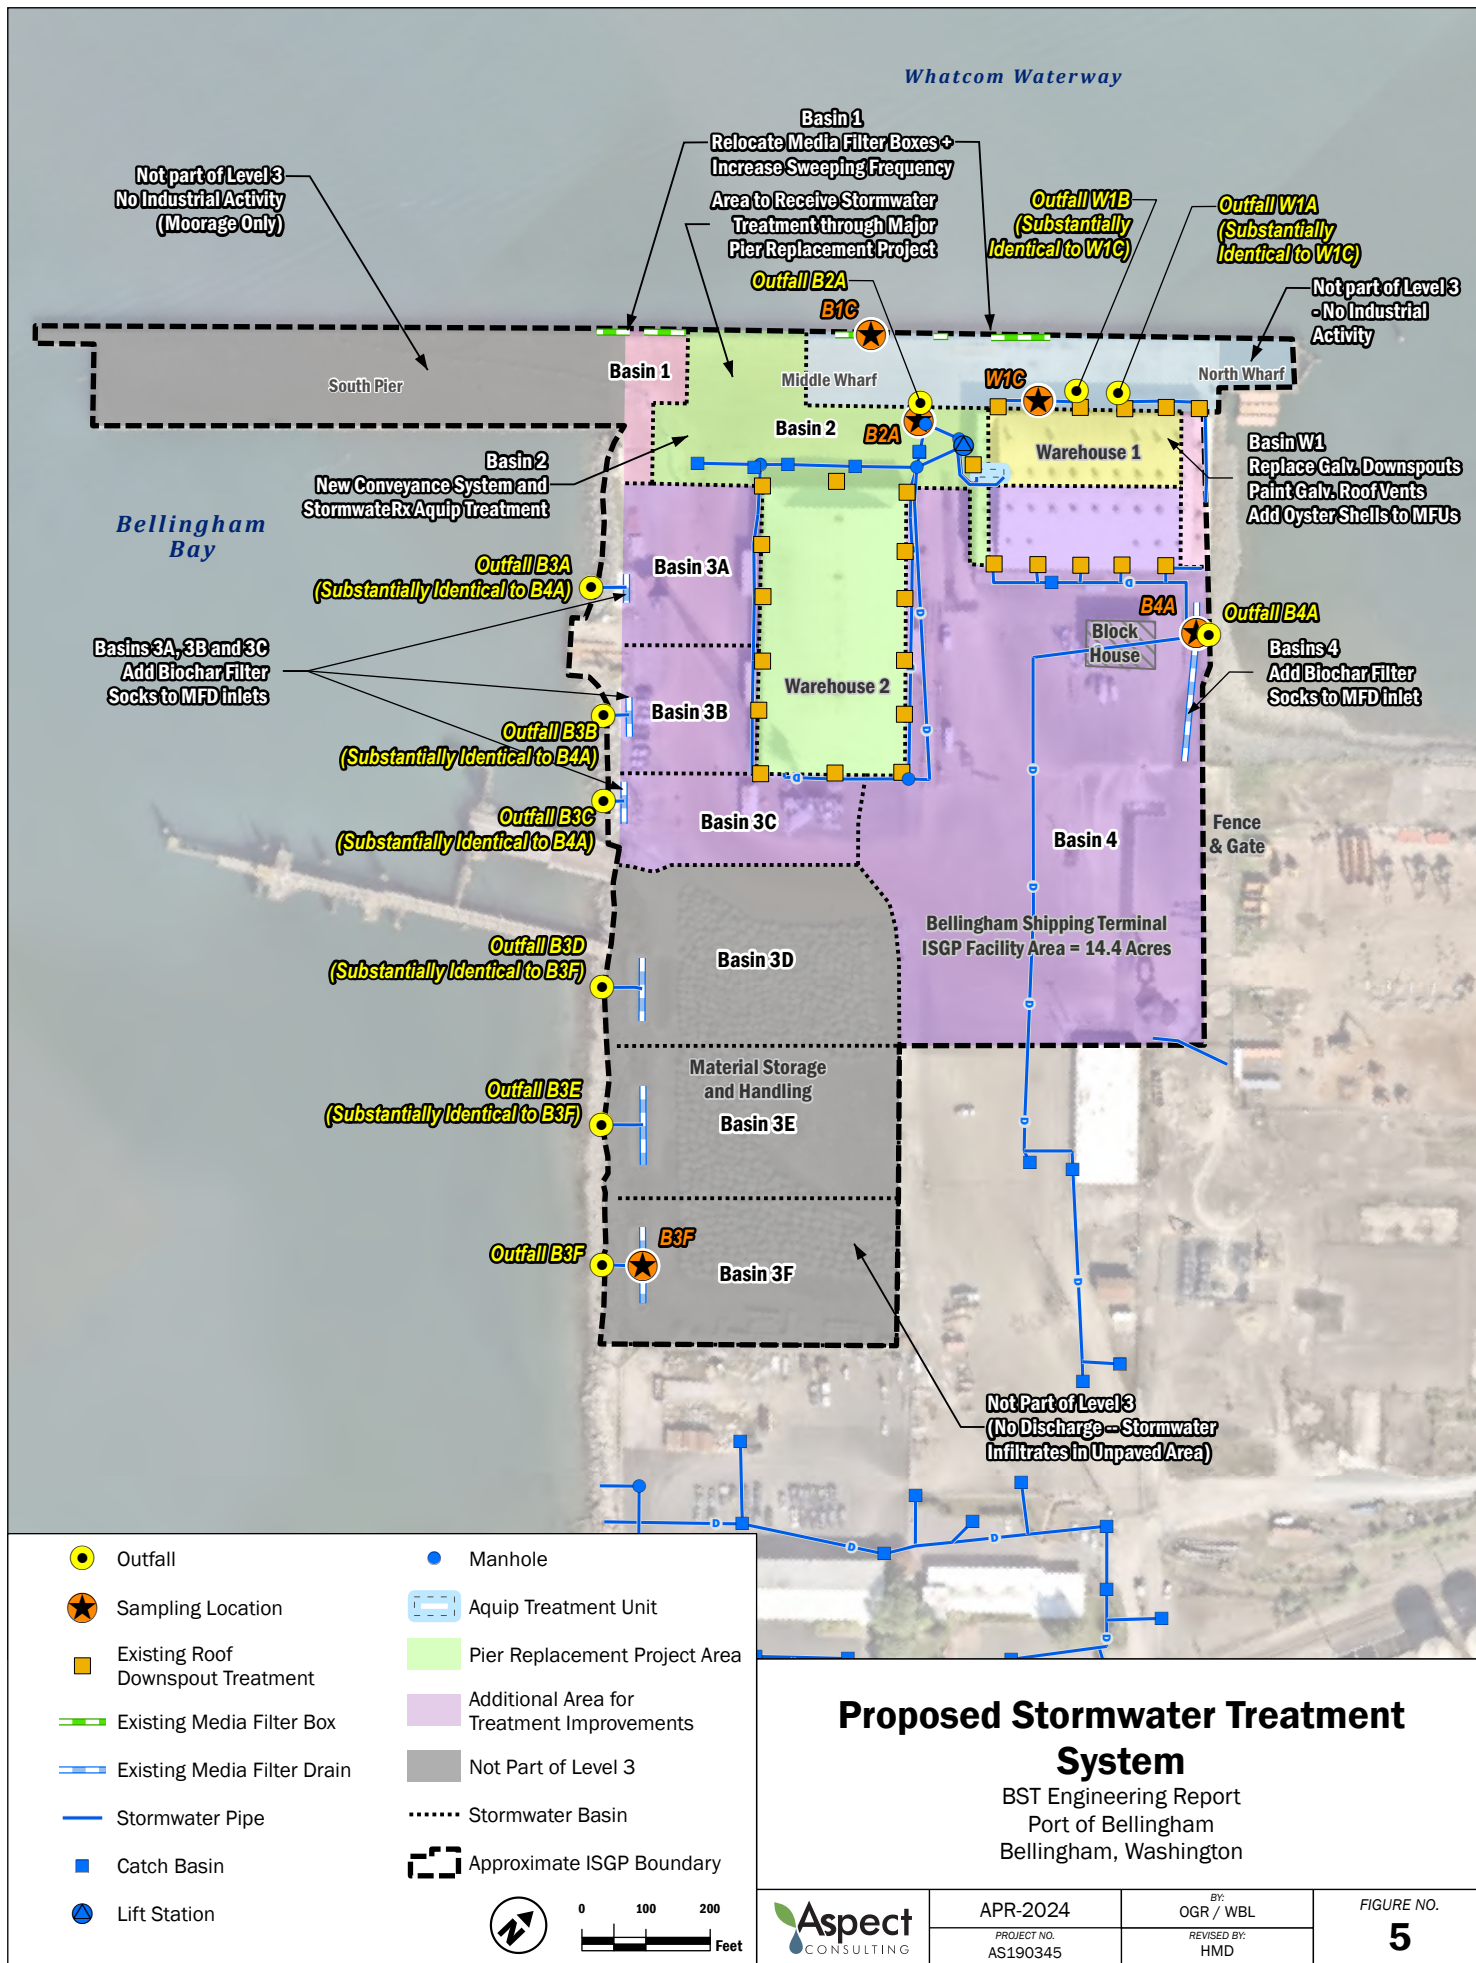 Whatcom Waterway
Basin 1
Relocate Media Filter Boxes +
Increase Sweeping Frequency
Not part of Level 3
No Industrial Activity
(Moorage Only)
Area to Receive Stormwater
Treatment through Major
Pier Replacement Project
Outfall W1B
(Substantially
Identical to W1C)
Outfall W1A
(Substantially
Identical to W1C)
Outfall B2A
B1C
Not part of Level 3
- No Industrial
Activity
South Pier
Basin 1
Middle Wharf
W1C
North Wharf
Basin 2
B2A
Warehouse 1
Basin 2
New Conveyance System and
StormwateRx Aquip Treatment
Basin W1
Replace Galv. Downspouts
Paint Galv. Roof Vents
Add Oyster Shells to MFUs
Bellingham
Bay
Outfall B3A
(Substantially Identical to B4A)
Basin 3A
D
D
B4A
Outfall B4A
Block
House
Basins 3A, 3B and 3C
Add Biochar Filter
Socks to MFD inlets
Basins 4
Add Biochar Filter
Socks to MFD inlet
Warehouse 2
Basin 3B
Outfall B3B
(Substantially Identical to B4A)
D
D
D
Outfall B3C
(Substantially Identical to B4A)
Basin 3C
Basin 4
Fence
& Gate
D
Bellingham Shipping Terminal
ISGP Facility Area = 14.4 Acres
Outfall B3D
(Substantially Identical to B3F)
Basin 3D
D
Material Storage
and Handling
Outfall B3E
(Substantially Identical to B3F)
Basin 3E
D
Outfall B3F
B3F
Basin 3F
D
Not Part of Level 3
(No Discharge -- Stormwater
Infiltrates in Unpaved Area)
D
D
D
D
Outfall
Sampling Location
Existing Roof
Downspout Treatment
Existing Media Filter Box
Existing Media Filter Drain
Stormwater Pipe
Catch Basin
Lift Station
Manhole
Aquip Treatment Unit
Pier Replacement Project Area
Additional Area for
Treatment Improvements
Not Part of Level 3
Stormwater Basin
Approximate ISGP Boundary
N
0 100 200
Feet
Proposed Stormwater Treatment
System
BST Engineering Report
Port of Bellingham
Bellingham, Washington
Aspect
CONSULTING
APR-2024
PROJECT NO.
AS190345
BY:
OGR / WBL
REVISED BY:
HMD
FIGURE NO.
5